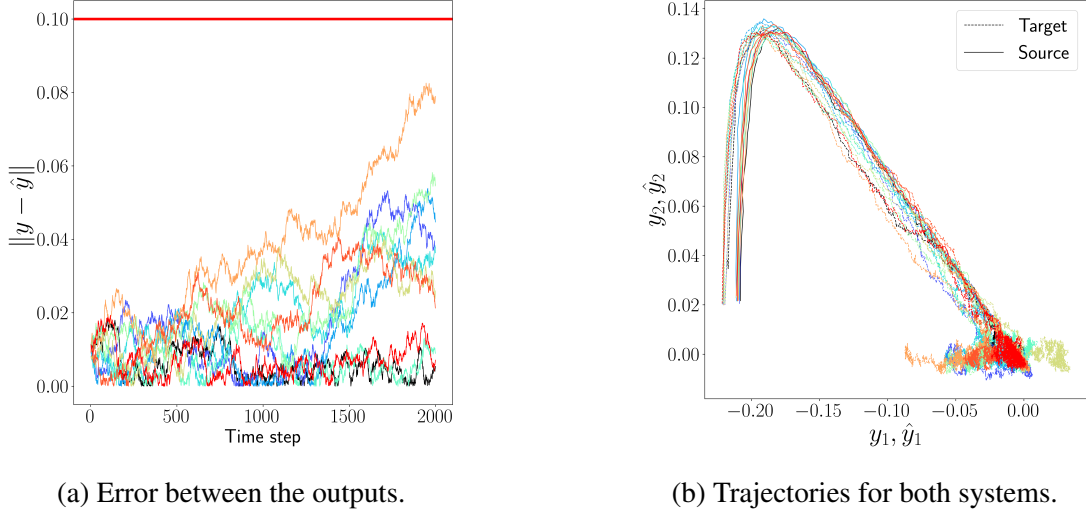 0.10
0.08
0.06
0.04
0.02
0.00
‖y − ŷ‖
0 500 1000 1500 2000
Time step
(a) Error between the outputs.
0.14
0.12
0.10
0.08
0.06
0.04
0.02
0.00
y₂, ŷ₂
Target
Source
−0.20 −0.15 −0.10 −0.05 0.00
y₁, ŷ₁
(b) Trajectories for both systems.